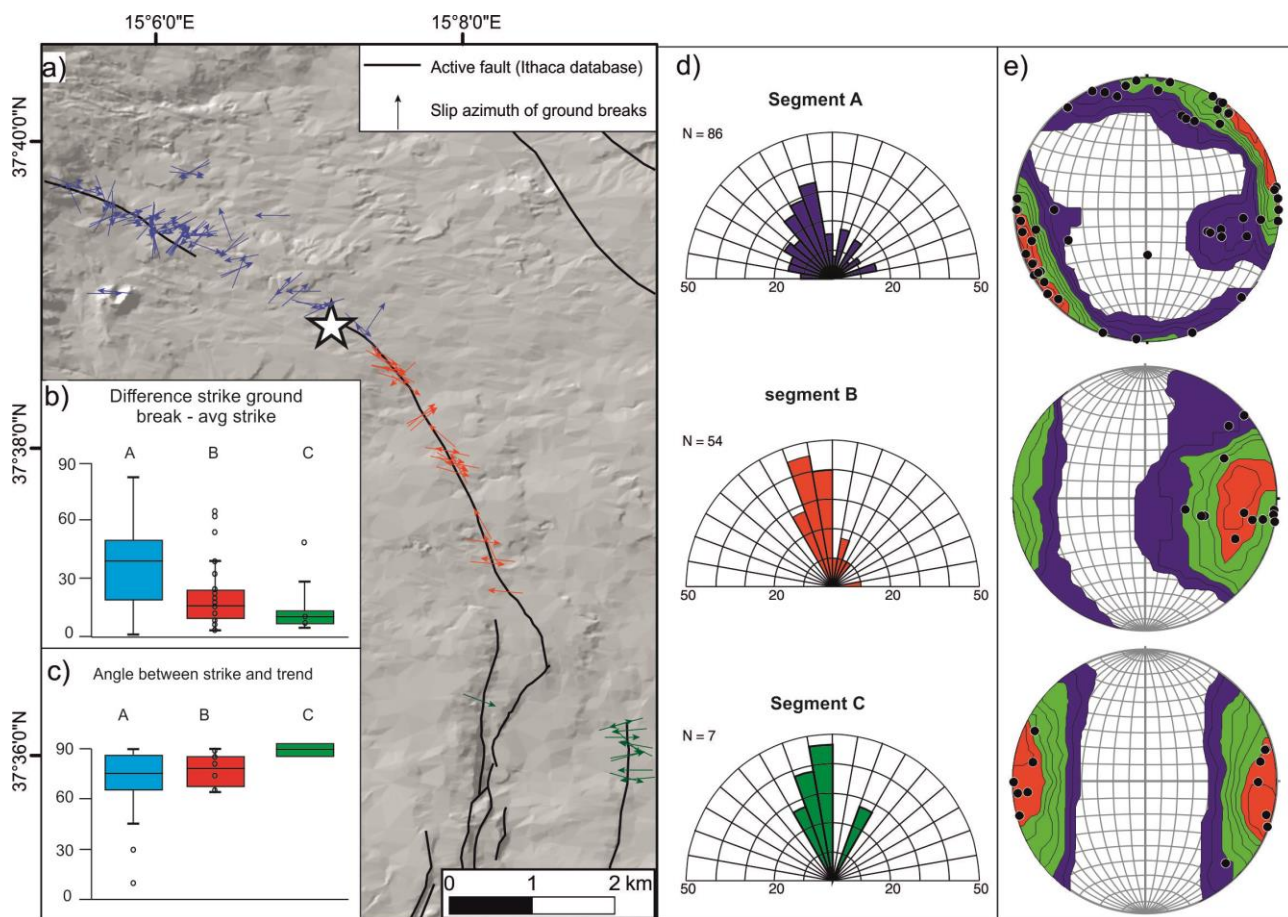 15°6'0"E
15°8'0"E
a)
Active fault (Ithaca database)
Slip azimuth of ground breaks
37°40'0"N
37°38'0"N
37°36'0"N
b)
Difference strike ground
break - avg strike
A
B
C
90
60
30
0
c)
Angle between strike and trend
A
B
C
90
60
30
0
0
1
2 km
d)
Segment A
N = 86
50
20
20
50
segment B
N = 54
50
20
20
50
Segment C
N = 7
50
20
20
50
e)